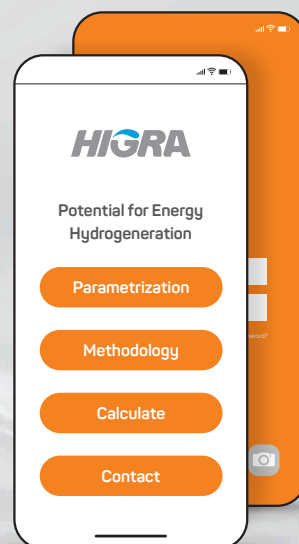 HIGRA
Potential for Energy
Hydrogeneration
Parametrization
Methodology
Calculate
Contact